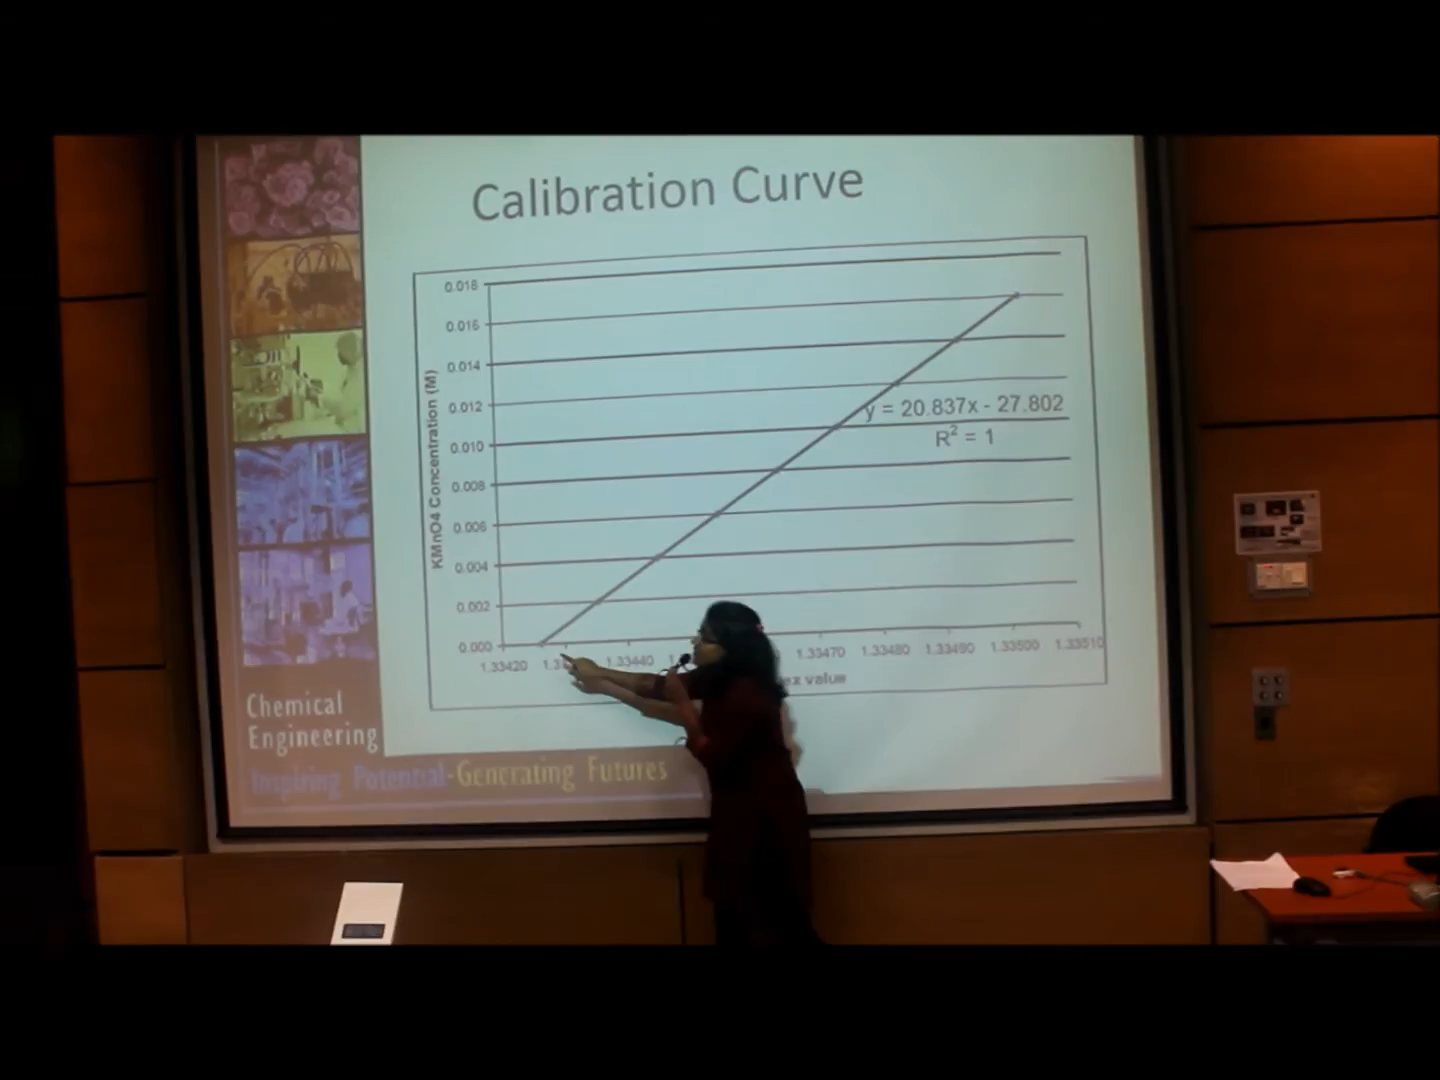 Calibration Curve
0.018
0.016
0.014
0.012
0.010
0.008
0.006
0.004
0.002
0.000
KMnO4 Concentration (M)
y = 20.837x - 27.802
R² = 1
1.33420 1.33440 1.33470 1.33480 1.33490 1.33500 1.33510
value
Chemical
Engineering
Inspiring Potential-Generating Futures